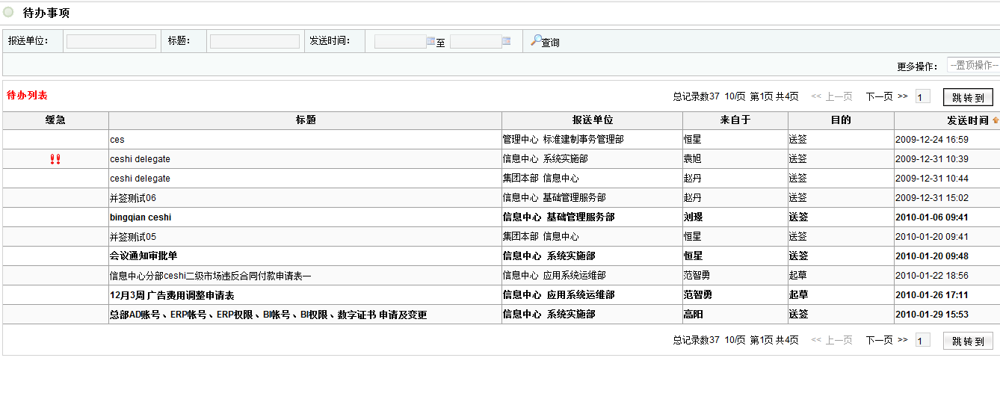 待办事项
报送单位： 标题： 发送时间： 至 查询
更多操作： --置顶操作--
待办列表 总记录数37 10/页 第1页 共4页 << 上一页 下一页 >> 1 跳转到
缓急 标题 报送单位 来自于 目的 发送时间
ces 管理中心 标准建制事务管理部 恒星 送签 2009-12-24 16:59
!! ceshi delegate 信息中心 系统实施部 袁旭 送签 2009-12-31 10:39
ceshi delegate 集团本部 信息中心 赵丹 送签 2009-12-31 10:44
并签测试06 信息中心 基础管理服务部 赵丹 送签 2009-12-31 15:02
bingqian ceshi 信息中心 基础管理服务部 刘璟 送签 2010-01-06 09:41
并签测试05 集团本部 信息中心 恒星 送签 2010-01-20 09:41
会议通知审批单 信息中心 系统实施部 恒星 送签 2010-01-20 09:48
信息中心分部ceshi二级市场违反合同付款申请表一 信息中心 应用系统运维部 范智勇 起草 2010-01-22 18:56
12月3周 广告费用调整申请表 信息中心 应用系统运维部 范智勇 起草 2010-01-26 17:11
总部AD账号、ERP帐号、ERP权限、BI帐号、BI权限、数字证书 申请及变更 信息中心 系统实施部 高阳 送签 2010-01-29 15:53
总记录数37 10/页 第1页 共4页 << 上一页 下一页 >> 1 跳转到